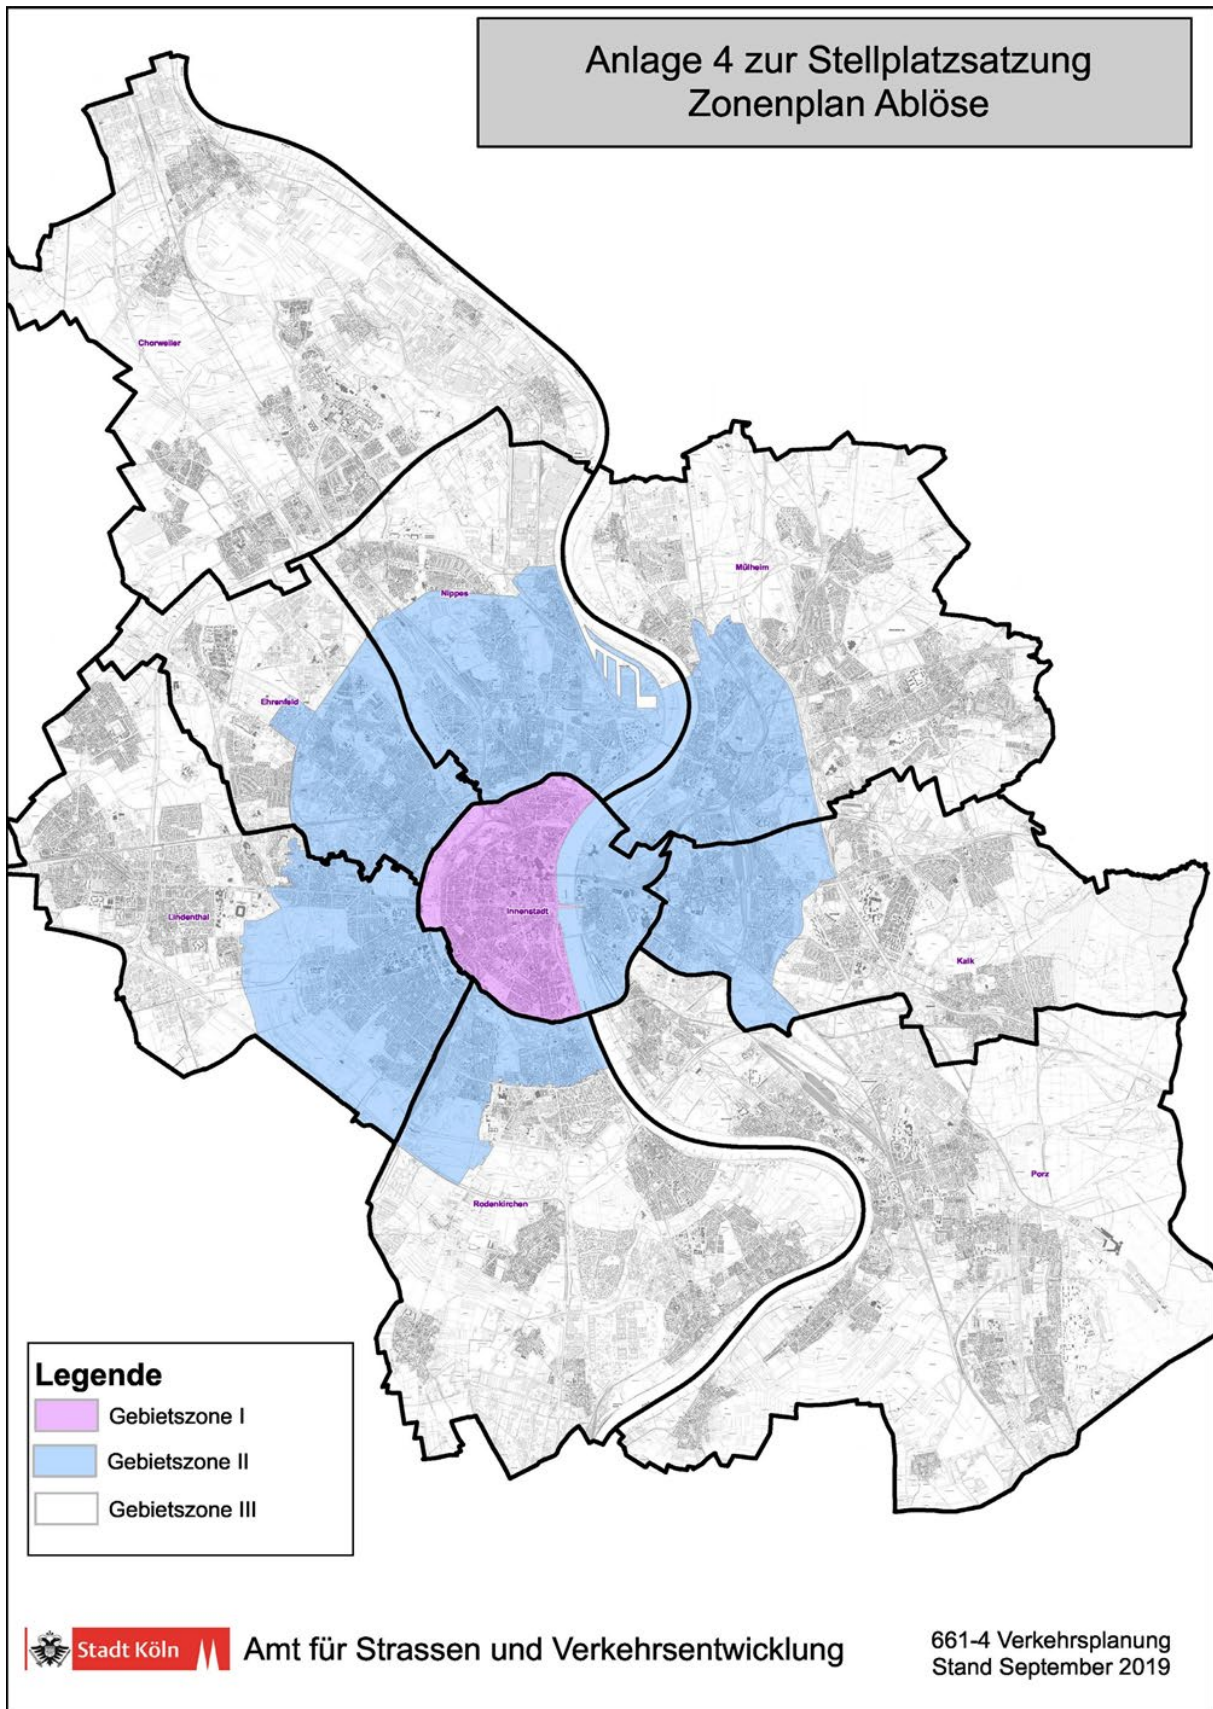 Anlage 4 zur Stellplatzsatzung
Zonenplan Ablöse
Chorweiler
Mülheim
Nippes
Ehrenfeld
Innenstadt
Lindenthal
Kalk
Porz
Rodenkirchen
Legende
Gebietszone I
Gebietszone II
Gebietszone III
Stadt Köln
Amt für Strassen und Verkehrsentwicklung
661-4 Verkehrsplanung
Stand September 2019